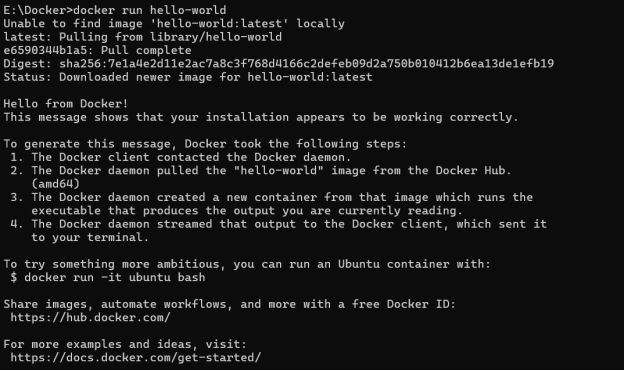 E:\Docker>docker run hello-world
Unable to find image 'hello-world:latest' locally
latest: Pulling from library/hello-world
e6590344b1a5: Pull complete
Digest: sha256:7e1a4e2d11e2ac7a8c3f768d4166c2defeb09d2a750b010412b6ea13de1efb19
Status: Downloaded newer image for hello-world:latest

Hello from Docker!
This message shows that your installation appears to be working correctly.

To generate this message, Docker took the following steps:
 1. The Docker client contacted the Docker daemon.
 2. The Docker daemon pulled the "hello-world" image from the Docker Hub.
    (amd64)
 3. The Docker daemon created a new container from that image which runs the
    executable that produces the output you are currently reading.
 4. The Docker daemon streamed that output to the Docker client, which sent it
    to your terminal.

To try something more ambitious, you can run an Ubuntu container with:
 $ docker run -it ubuntu bash

Share images, automate workflows, and more with a free Docker ID:
 https://hub.docker.com/

For more examples and ideas, visit:
 https://docs.docker.com/get-started/